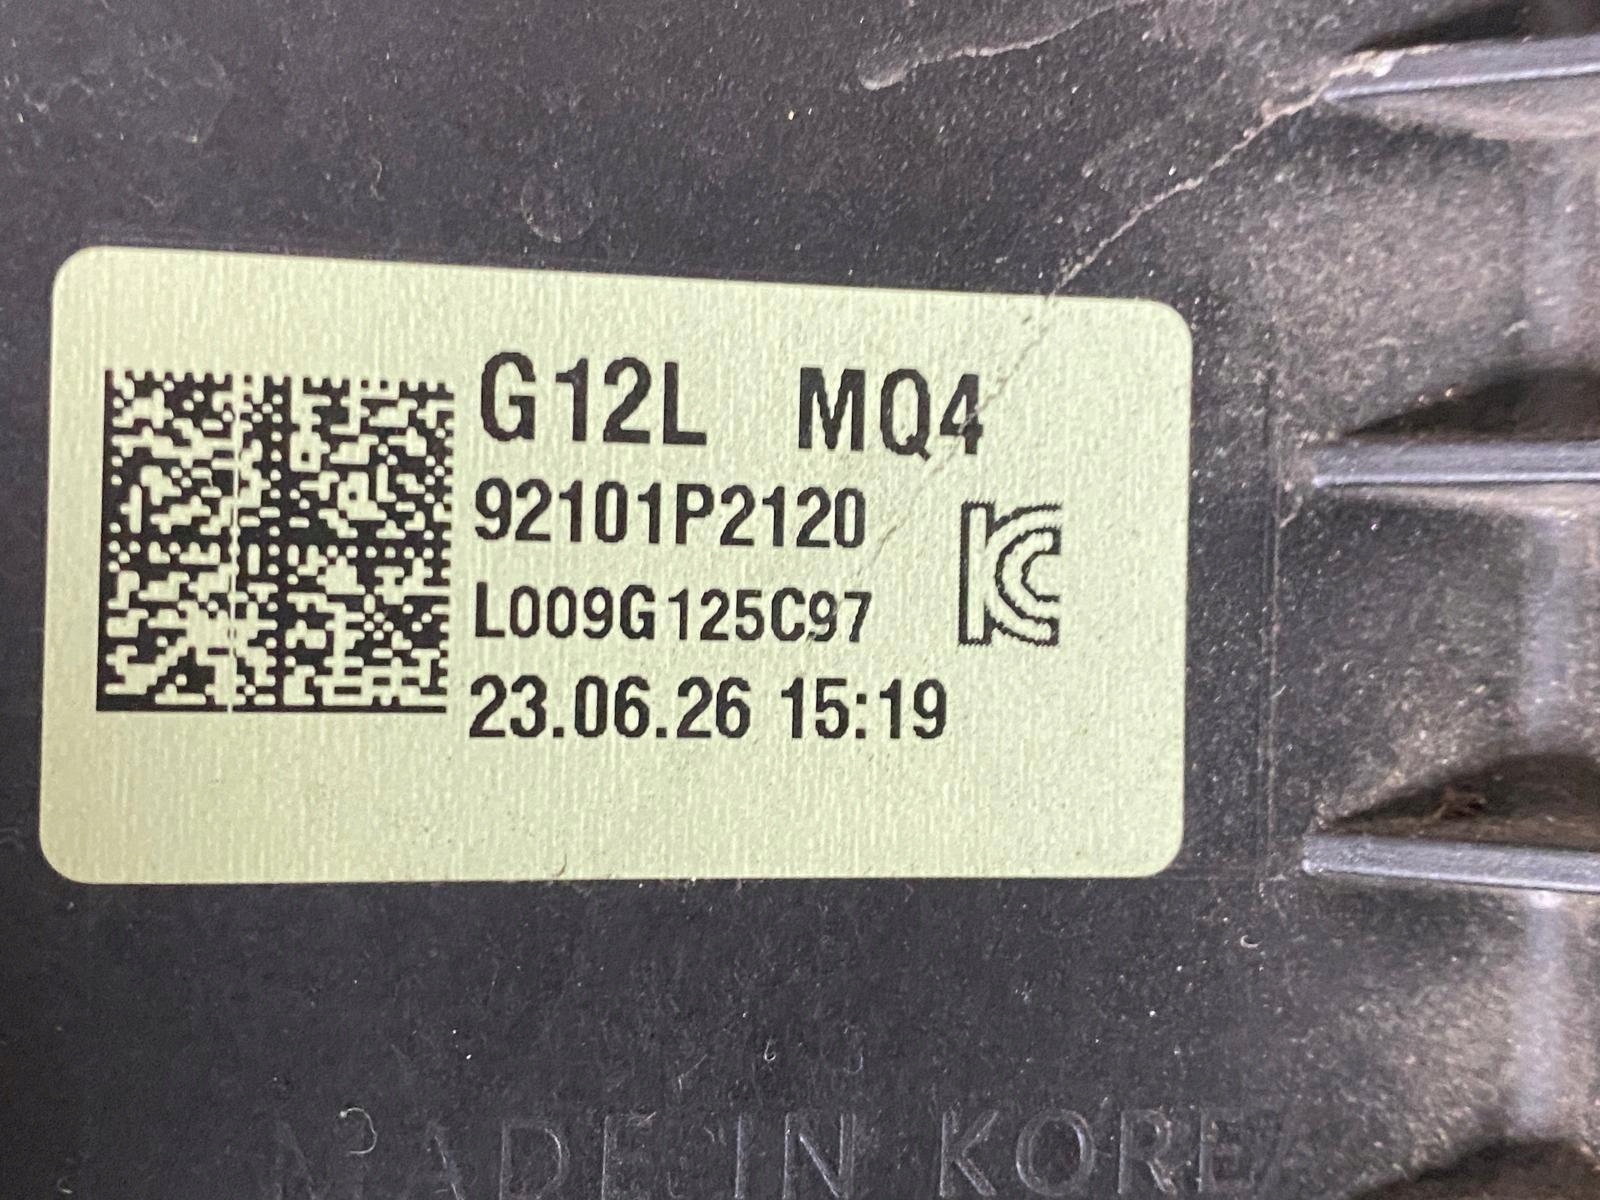 G12L MQ4
92101P2120
L009G125C97
23.06.26 15:19
MADE IN KOREA